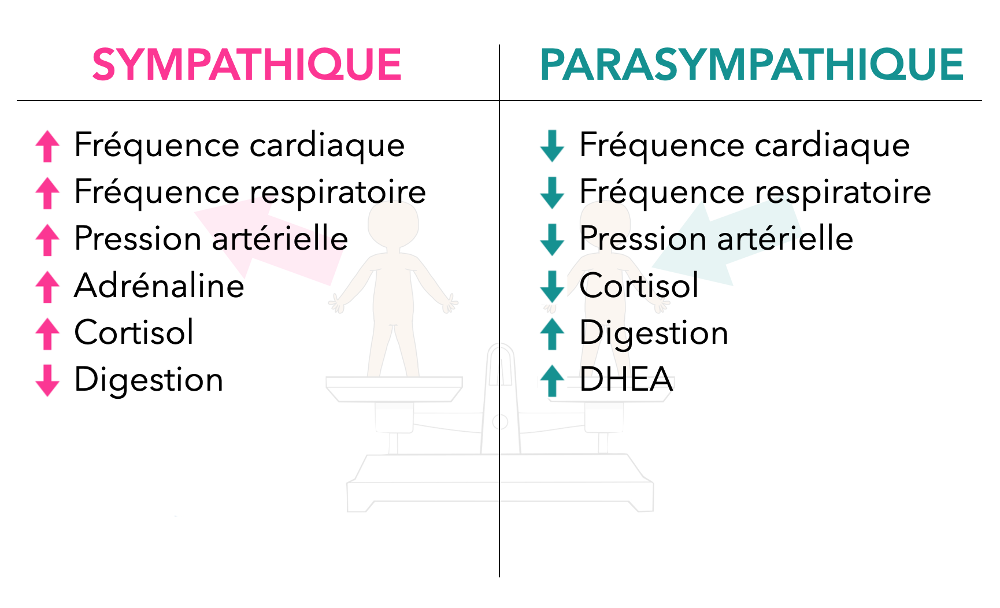 SYMPATHIQUE
Fréquence cardiaque
Fréquence respiratoire
Pression artérielle
Adrénaline
Cortisol
Digestion
PARASYMPATHIQUE
Fréquence cardiaque
Fréquence respiratoire
Pression artérielle
Cortisol
Digestion
DHEA